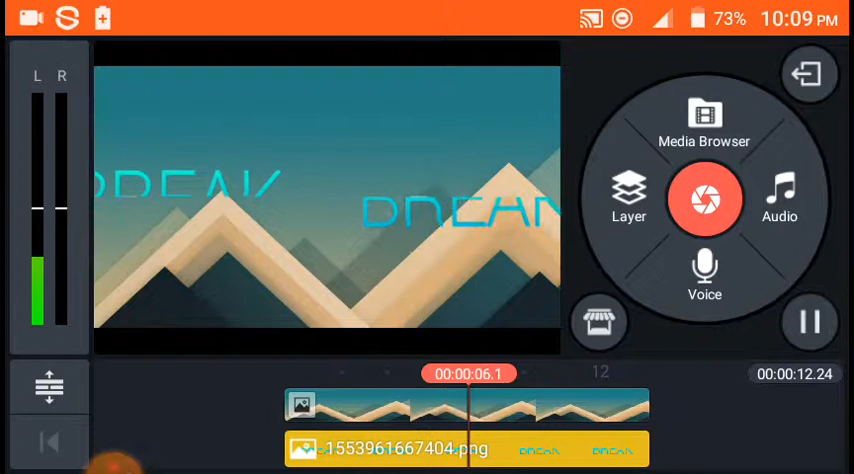 73% 10:09 PM
L R
Media Browser
Layer
Audio
Voice
00:00:06.1
12
00:00:12.24
1553961667404.png